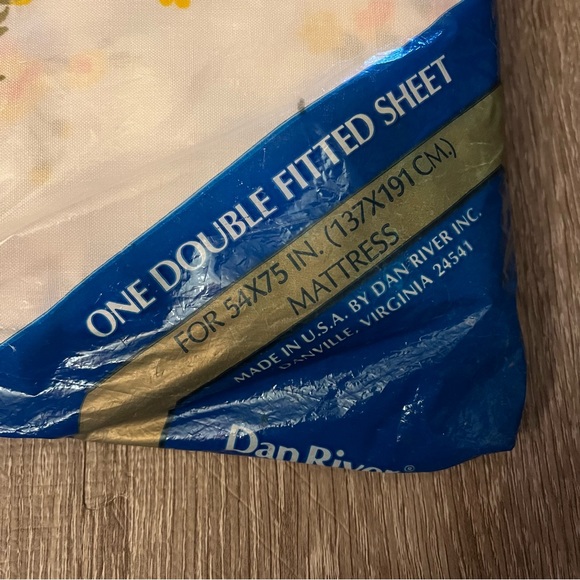 ONE DOUBLE FITTED SHEET
FOR 54X75 IN. (137X191 CM.)
MATTRESS
MADE IN U.S.A. BY DAN RIVER INC.
DANVILLE, VIRGINIA 24541
Dan River®